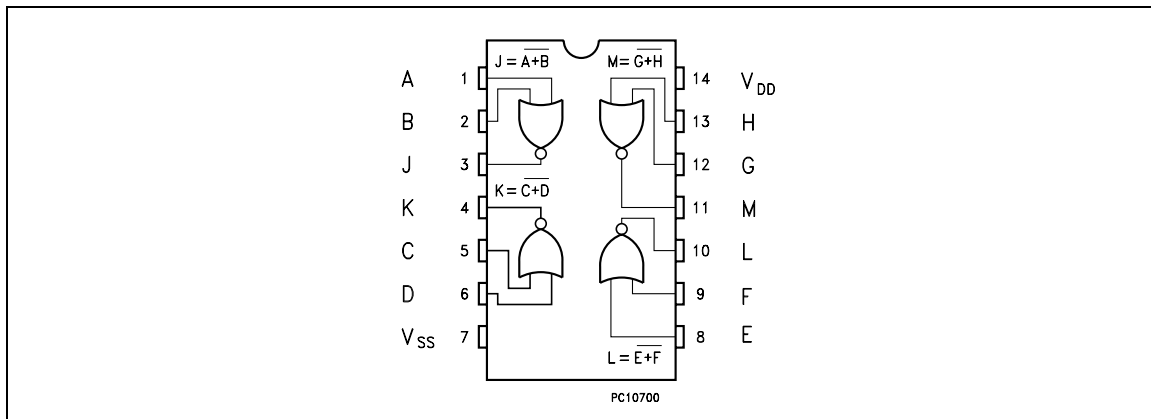 J = A̅+̅B̅
M = G̅+̅H̅
A 1
14 V_DD
B 2
13 H
J 3
12 G
K = C̅+̅D̅
K 4
11 M
C 5
10 L
D 6
9 F
V_SS 7
8 E
L = E̅+̅F̅
PC10700